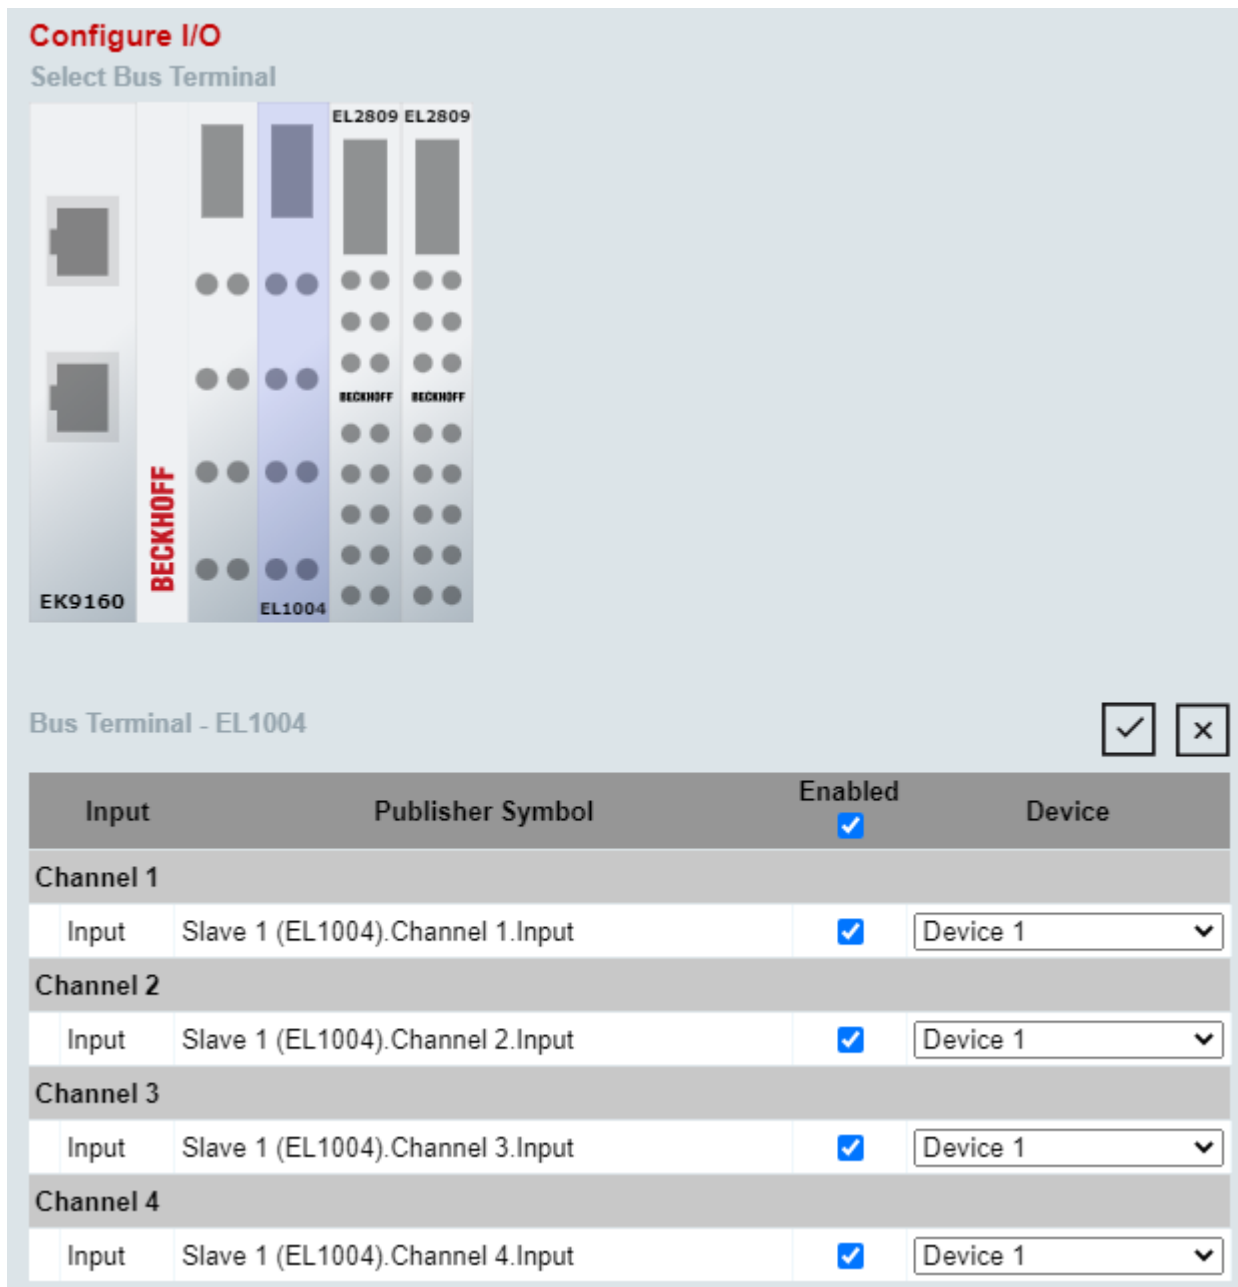 Configure I/O
Select Bus Terminal
EL2809 EL2809
BECKHOFF BECKHOFF
BECKHOFF
EK9160
EL1004
Bus Terminal - EL1004
Input Publisher Symbol Enabled Device
Channel 1
Input Slave 1 (EL1004).Channel 1.Input Device 1
Channel 2
Input Slave 1 (EL1004).Channel 2.Input Device 1
Channel 3
Input Slave 1 (EL1004).Channel 3.Input Device 1
Channel 4
Input Slave 1 (EL1004).Channel 4.Input Device 1